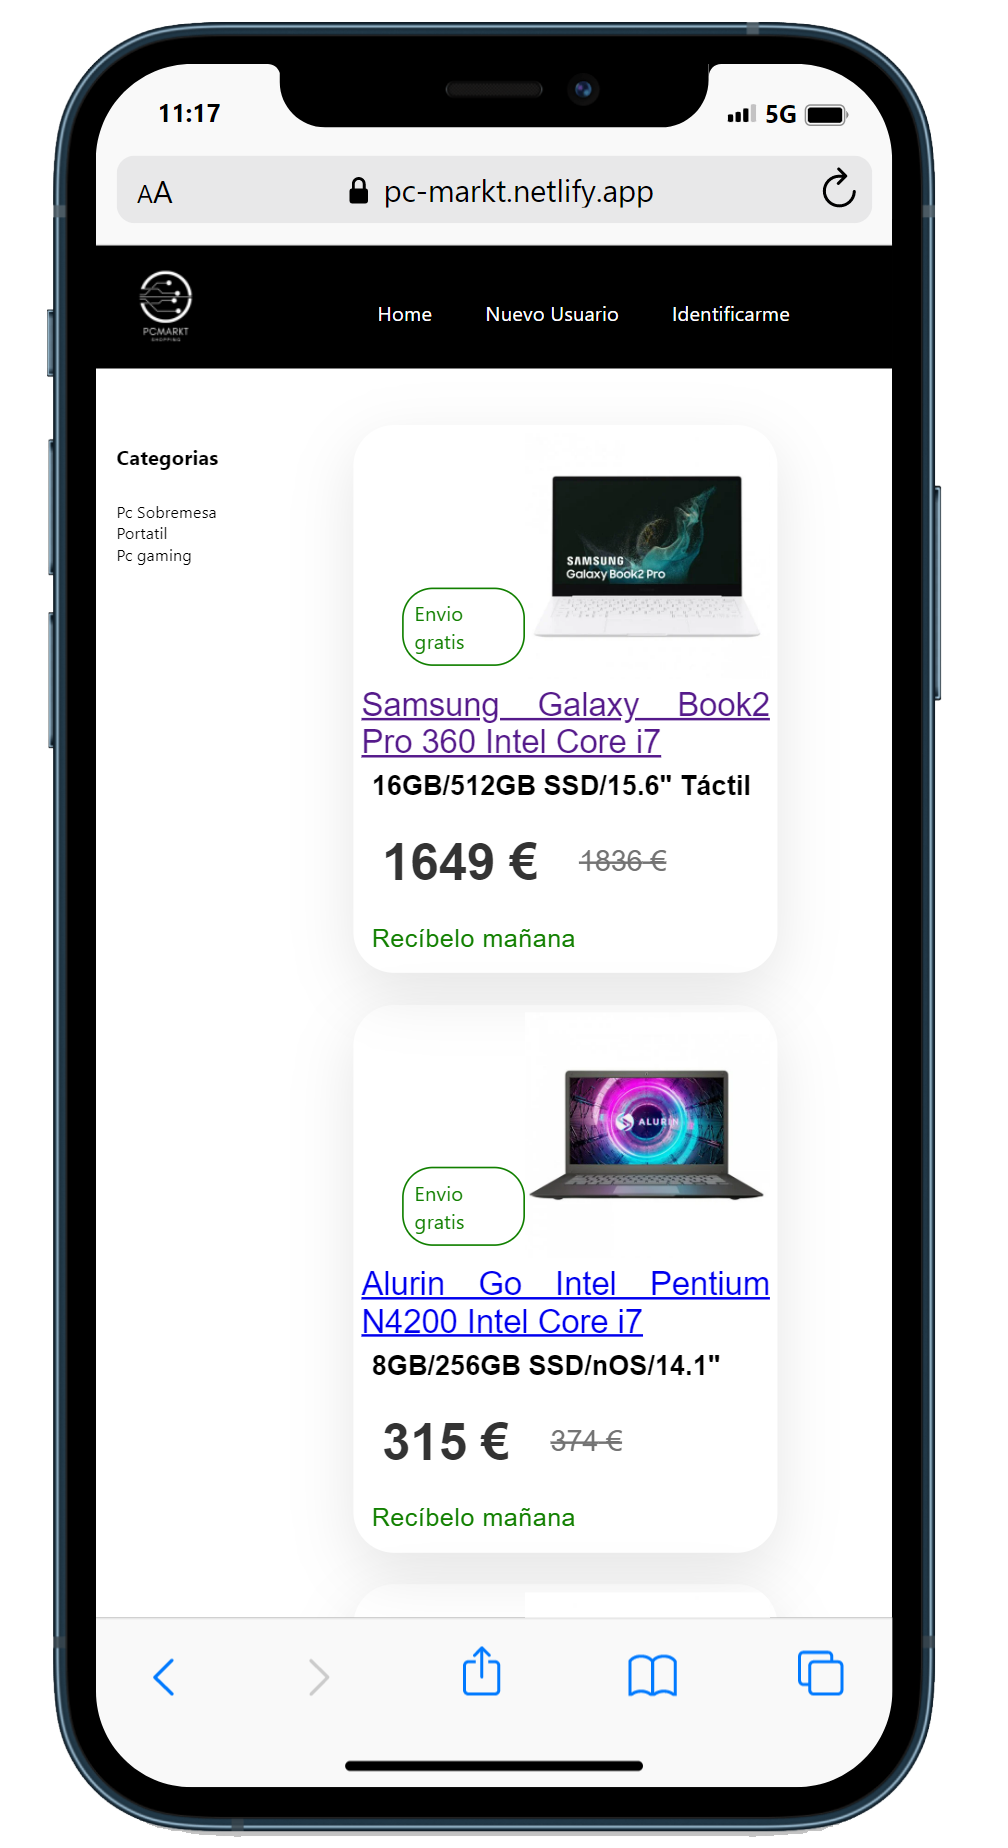 11:17
5G
AA
pc-markt.netlify.app
PCMARKT
SHOPPING
Home
Nuevo Usuario
Identificarme
Categorias
Pc Sobremesa
Portatil
Pc gaming
SAMSUNG
Galaxy Book2 Pro
Envio
gratis
Samsung Galaxy Book2
Pro 360 Intel Core i7
16GB/512GB SSD/15.6" Táctil
1649 € 1836 €
Recíbelo mañana
ALURIN
Envio
gratis
Alurin Go Intel Pentium
N4200 Intel Core i7
8GB/256GB SSD/nOS/14.1"
315 € 374 €
Recíbelo mañana